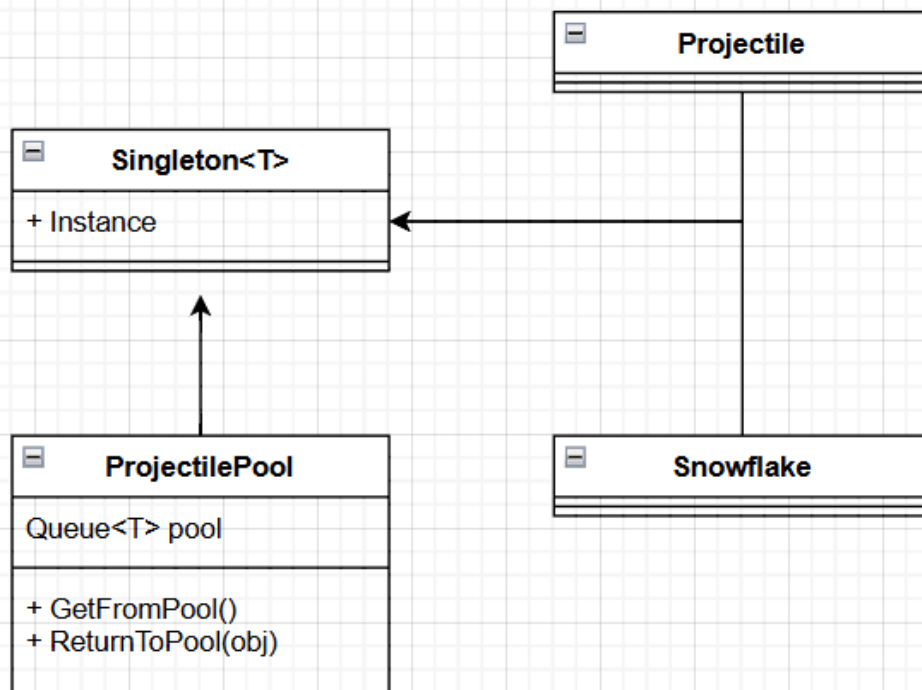 Projectile
Singleton<T>
+ Instance
ProjectilePool
Queue<T> pool
+ GetFromPool()
+ ReturnToPool(obj)
Snowflake